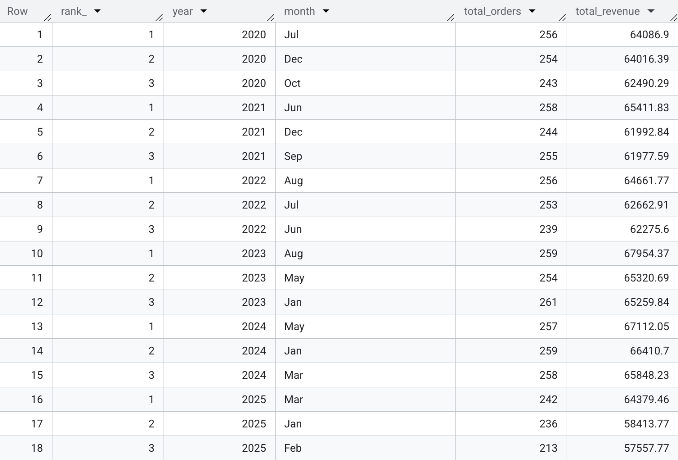 Row rank_ year month total_orders total_revenue
1 1 2020 Jul 256 64086.9
2 2 2020 Dec 254 64016.39
3 3 2020 Oct 243 62490.29
4 1 2021 Jun 258 65411.83
5 2 2021 Dec 244 61992.84
6 3 2021 Sep 255 61977.59
7 1 2022 Aug 256 64661.77
8 2 2022 Jul 253 62662.91
9 3 2022 Jun 239 62275.6
10 1 2023 Aug 259 67954.37
11 2 2023 May 254 65320.69
12 3 2023 Jan 261 65259.84
13 1 2024 May 257 67112.05
14 2 2024 Jan 259 66410.7
15 3 2024 Mar 258 65848.23
16 1 2025 Mar 242 64379.46
17 2 2025 Jan 236 58413.77
18 3 2025 Feb 213 57557.77